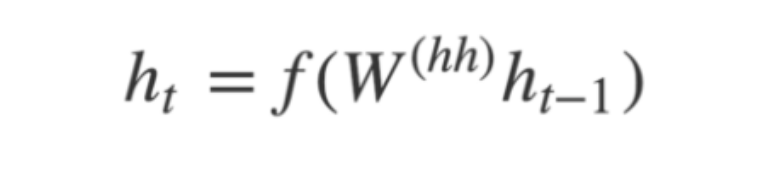 h_t = f(W^{(hh)}h_{t-1})